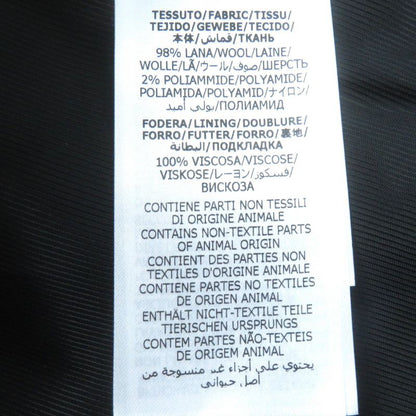 TESSUTO/FABRIC/TISSU/
TEJIDO/GEWEBE/TECIDO/
本体/قماش/ТКАНЬ
98% LANA/WOOL/LAINE/
WOLLE/LÃ/ウール/صوف/ШЕРСТЬ
2% POLIAMMIDE/POLYAMIDE/
POLIAMIDA/POLYAMID/ナイロン/
بولي أميد/ПОЛИАМИД
FODERA/LINING/DOUBLURE/
FORRO/FUTTER/FORRO/裏地/
البطانة/ПОДКЛАДКА
100% VISCOSA/VISCOSE/
VISKOSE/レーヨン/فسكوز/
ВИСКОЗА
CONTIENE PARTI NON TESSILI
DI ORIGINE ANIMALE
CONTAINS NON-TEXTILE PARTS
OF ANIMAL ORIGIN
CONTIENT DES PARTIES NON
TEXTILES D'ORIGINE ANIMALE
CONTIENE PARTES NO TEXTILES
DE ORIGEN ANIMAL
ENTHÄLT NICHT-TEXTILE TEILE
TIERISCHEN URSPRUNGS
CONTEM PARTES NÃO-TEXTEIS
DE ORIGEM ANIMAL
يحتوي على أجزاء غير منسوجة من
أصل حيواني